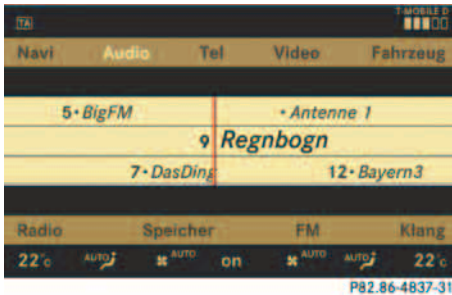 T-MOBILE D
TA
Navi Audio Tel Video Fahrzeug
5• BigFM • Antenne 1
9 Regnbogn
7• DasDing 12• Bayern3
Radio Speicher FM Klang
22°c AUTO AUTO on AUTO AUTO 22°c
P82.86-4837-31